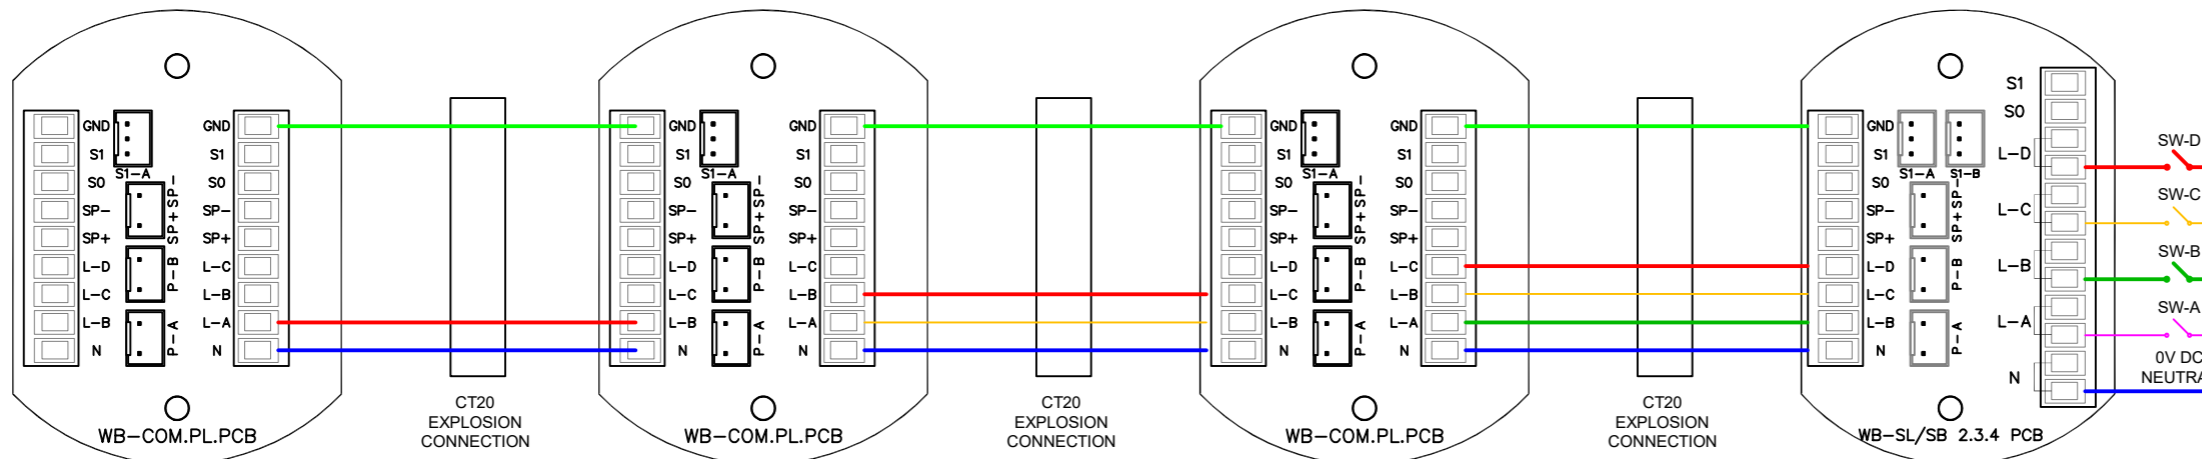 GND
S1
S0
SP-
SP+
L-D
L-C
L-B
N
S1-A
SP+SP-
P-B
P-A
GND
S1
S0
SP-
SP+
L-C
L-B
L-A
N
WB-COM.PL.PCB
CT20
EXPLOSION
CONNECTION
GND
S1
S0
SP-
SP+
L-D
L-C
L-B
N
S1-A
SP+SP-
P-B
P-A
GND
S1
S0
SP-
SP+
L-C
L-B
L-A
N
WB-COM.PL.PCB
CT20
EXPLOSION
CONNECTION
GND
S1
S0
SP-
SP+
L-D
L-C
L-B
N
S1-A
SP+SP-
P-B
P-A
GND
S1
S0
SP-
SP+
L-C
L-B
L-A
N
WB-COM.PL.PCB
CT20
EXPLOSION
CONNECTION
GND
S1
S0
SP-
SP+
L-D
L-C
L-B
N
S1-A
S1-B
SP+SP-
P-B
P-A
S1
S0
L-D
L-C
L-B
L-A
N
WB-SL/SB 2.3.4 PCB
SW-D
SW-C
SW-B
SW-A
0V DC
NEUTRA